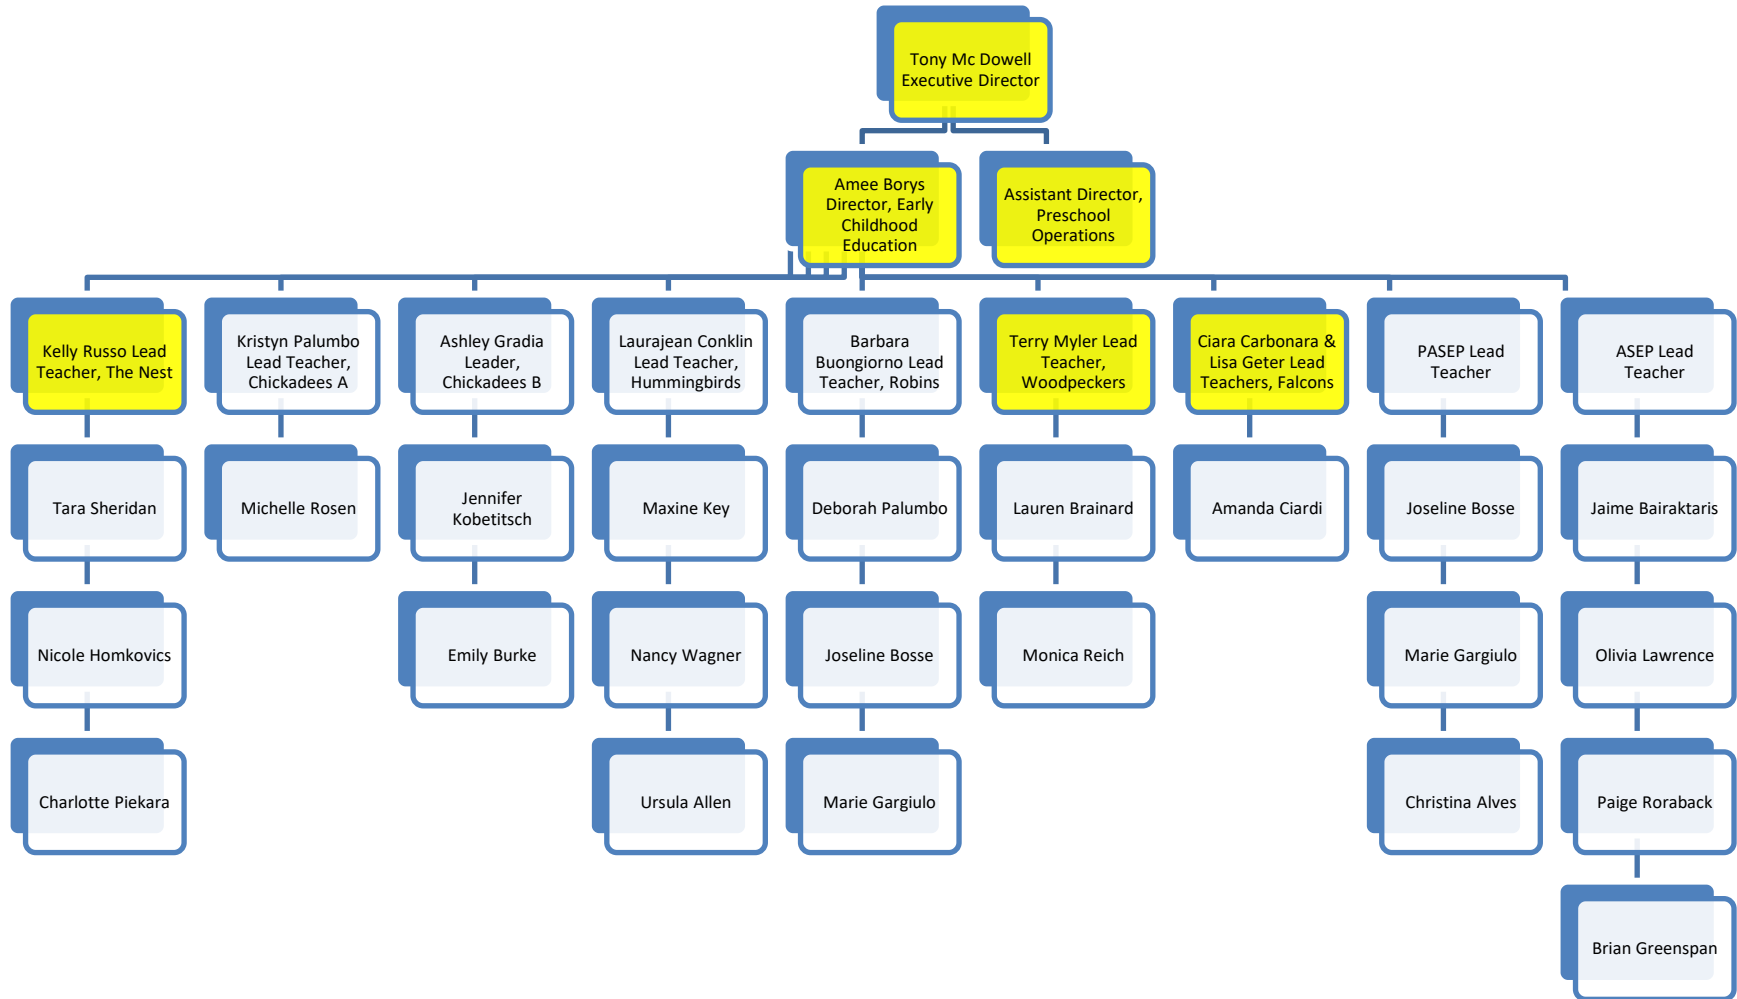 Tony Mc Dowell
Executive Director
Amee Borys
Director, Early
Childhood
Education
Assistant Director,
Preschool
Operations
Kelly Russo Lead
Teacher, The Nest
Kristyn Palumbo
Lead Teacher,
Chickadees A
Ashley Gradia
Leader,
Chickadees B
Laurajean Conklin
Lead Teacher,
Hummingbirds
Barbara
Buongiorno Lead
Teacher, Robins
Terry Myler Lead
Teacher,
Woodpeckers
Ciara Carbonara &
Lisa Geter Lead
Teachers, Falcons
PASEP Lead
Teacher
ASEP Lead
Teacher
Tara Sheridan
Michelle Rosen
Jennifer
Kobetitsch
Maxine Key
Deborah Palumbo
Lauren Brainard
Amanda Ciardi
Joseline Bosse
Jaime Bairaktaris
Nicole Homkovics
Emily Burke
Nancy Wagner
Joseline Bosse
Monica Reich
Marie Gargiulo
Olivia Lawrence
Charlotte Piekara
Ursula Allen
Marie Gargiulo
Christina Alves
Paige Roraback
Brian Greenspan